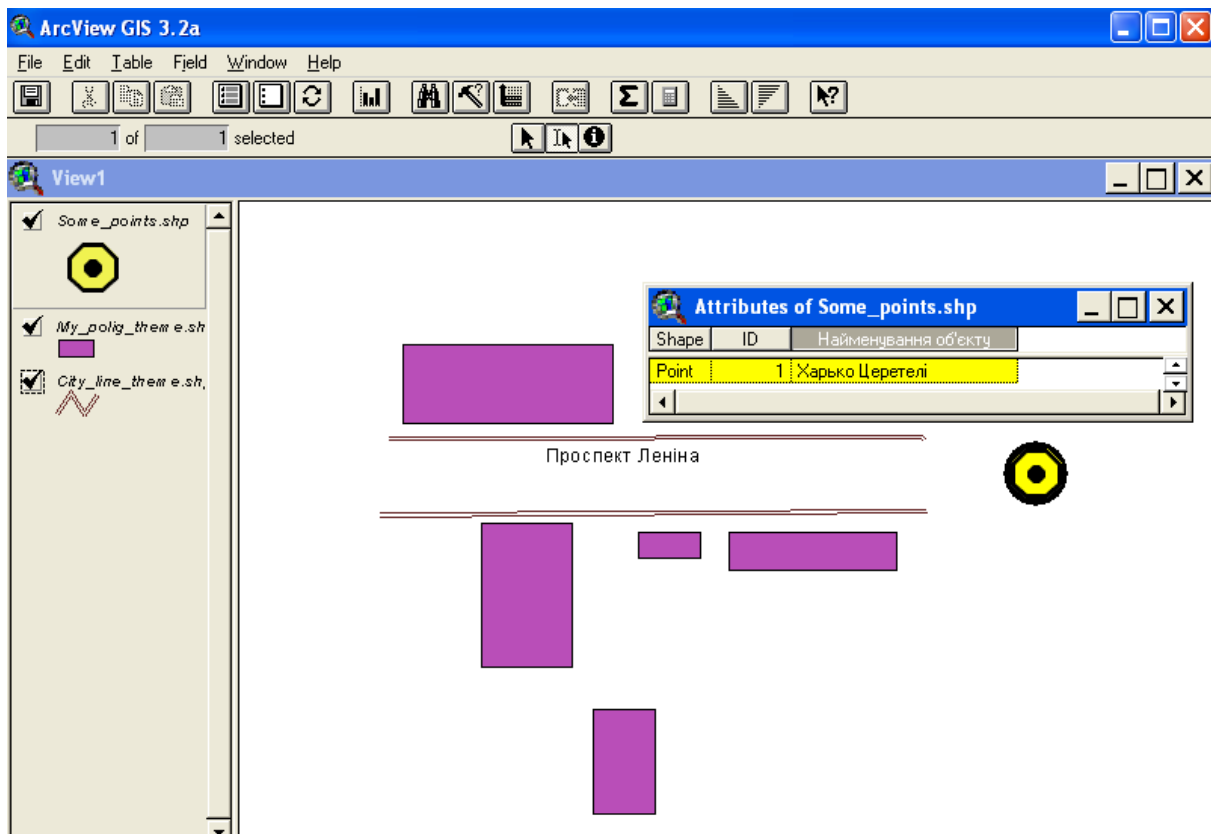 ArcView GIS 3.2a
File Edit Table Field Window Help
1 of 1 selected
View1
Some_points.shp
My_polig_theme.sh
City_line_theme.sh,
Attributes of Some_points.shp
Shape ID Найменування об'єкту
Point 1 Харько Церетелі
Проспект Леніна